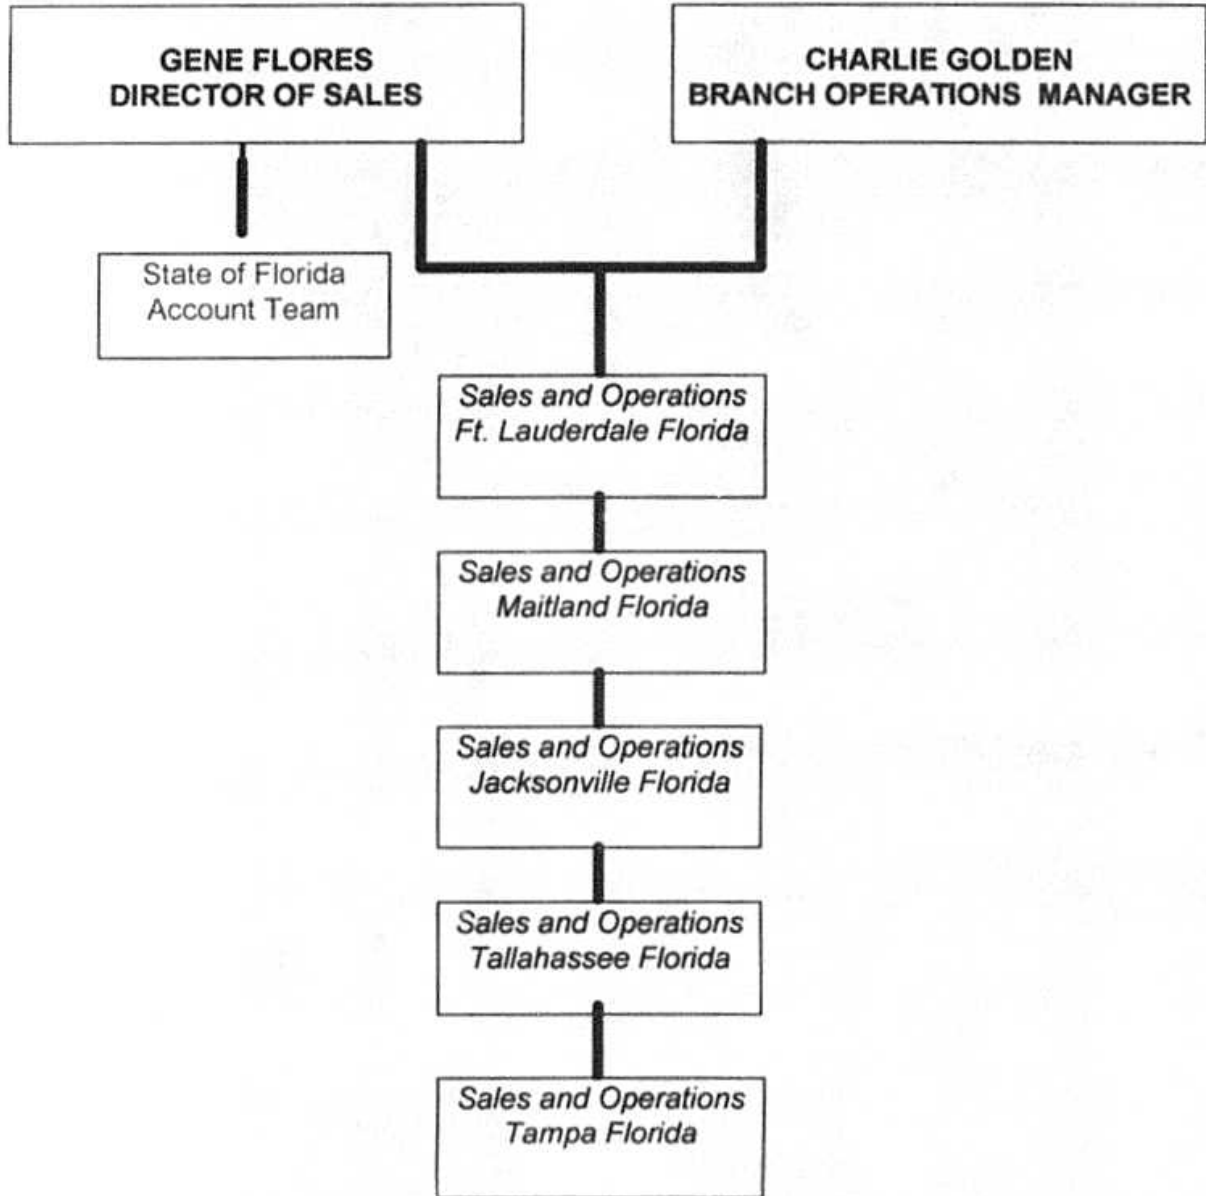 GENE FLORES
DIRECTOR OF SALES
CHARLIE GOLDEN
BRANCH OPERATIONS MANAGER
State of Florida
Account Team
Sales and Operations
Ft. Lauderdale Florida
Sales and Operations
Maitland Florida
Sales and Operations
Jacksonville Florida
Sales and Operations
Tallahassee Florida
Sales and Operations
Tampa Florida